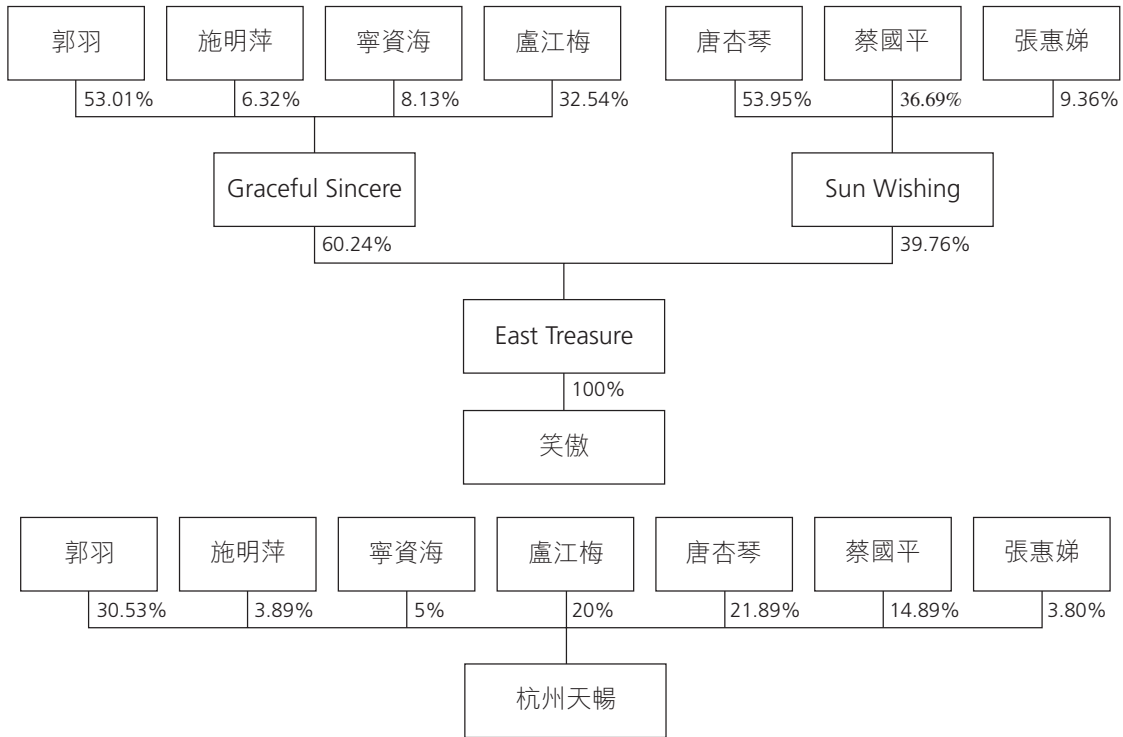 郭羽 施明萍 寧資海 盧江梅 唐杏琴 蔡國平 張惠娣
53.01% 6.32% 8.13% 32.54% 53.95% 36.69% 9.36%
Graceful Sincere Sun Wishing
60.24% 39.76%
East Treasure
100%
笑傲
郭羽 施明萍 寧資海 盧江梅 唐杏琴 蔡國平 張惠娣
30.53% 3.89% 5% 20% 21.89% 14.89% 3.80%
杭州天暢